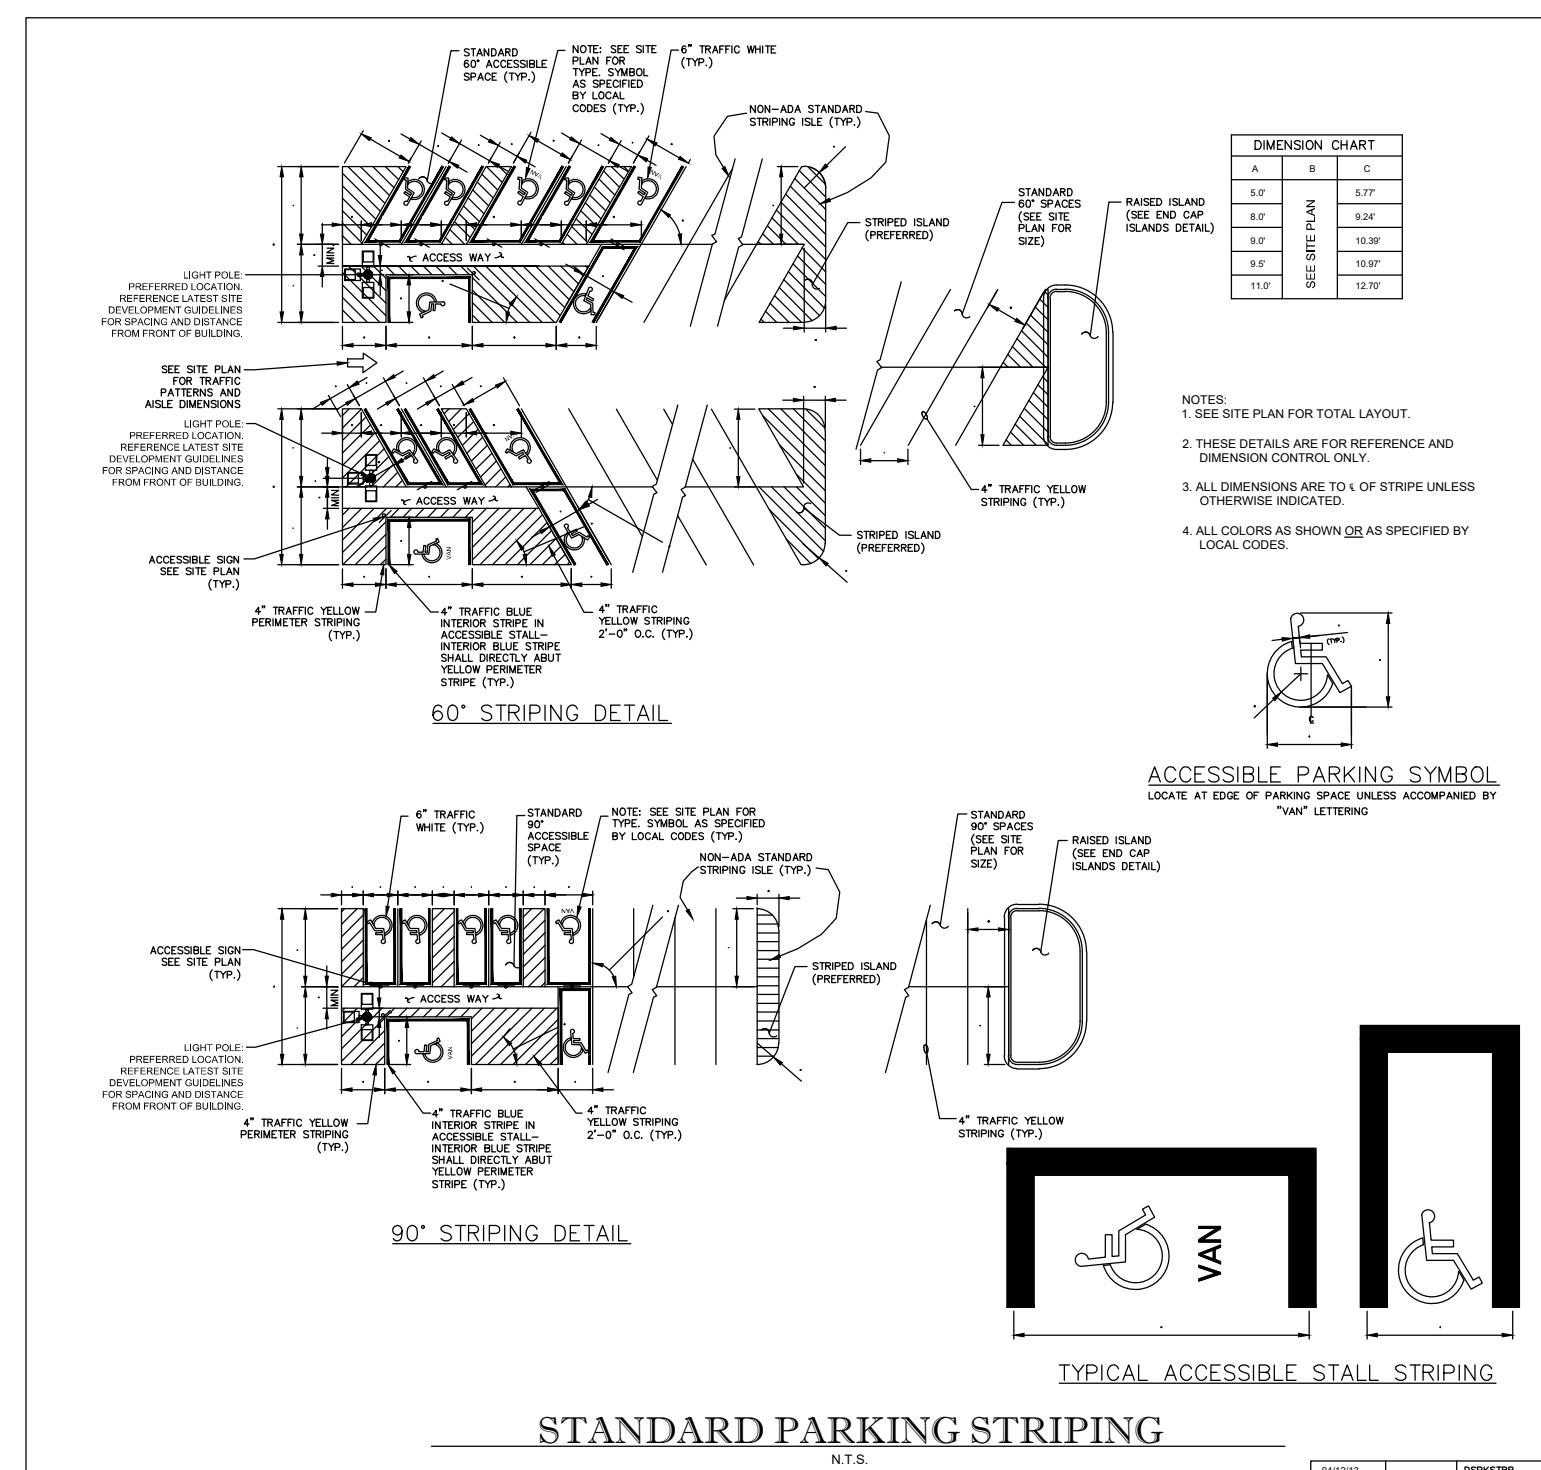 STANDARD
60° ACCESSIBLE
SPACE (TYP.)
NOTE: SEE SITE
PLAN FOR
TYPE. SYMBOL
AS SPECIFIED
BY LOCAL
CODES (TYP.)
6" TRAFFIC WHITE
(TYP.)
NON-ADA STANDARD
STRIPING ISLE (TYP.)
STRIPED ISLAND
(PREFERRED)
VAN
VAN
MIN.
ACCESS WAY
LIGHT POLE:
PREFERRED LOCATION.
REFERENCE LATEST SITE
DEVELOPMENT GUIDELINES
FOR SPACING AND DISTANCE
FROM FRONT OF BUILDING.
SEE SITE PLAN
FOR TRAFFIC
PATTERNS AND
AISLE DIMENSIONS
LIGHT POLE:
PREFERRED LOCATION.
REFERENCE LATEST SITE
DEVELOPMENT GUIDELINES
FOR SPACING AND DISTANCE
FROM FRONT OF BUILDING.
VAN
MIN.
ACCESS WAY
VAN
ACCESSIBLE SIGN
SEE SITE PLAN
(TYP.)
4" TRAFFIC YELLOW
PERIMETER STRIPING
(TYP.)
4" TRAFFIC BLUE
INTERIOR STRIPE IN
ACCESSIBLE STALL-
INTERIOR BLUE STRIPE
SHALL DIRECTLY ABUT
YELLOW PERIMETER
STRIPE (TYP.)
4" TRAFFIC
YELLOW STRIPING
2'-0" O.C. (TYP.)
STRIPED ISLAND
(PREFERRED)
STANDARD
60° SPACES
(SEE SITE
PLAN FOR
SIZE)
RAISED ISLAND
(SEE END CAP
ISLANDS DETAIL)
4" TRAFFIC YELLOW
STRIPING (TYP.)
60° STRIPING DETAIL
DIMENSION CHART
A B C
5.0' 5.77'
8.0' 9.24'
9.0' 10.39'
9.5' 10.97'
11.0' 12.70'
SEE SITE PLAN
NOTES:
1. SEE SITE PLAN FOR TOTAL LAYOUT.
2. THESE DETAILS ARE FOR REFERENCE AND
DIMENSION CONTROL ONLY.
3. ALL DIMENSIONS ARE TO ℄ OF STRIPE UNLESS
OTHERWISE INDICATED.
4. ALL COLORS AS SHOWN OR AS SPECIFIED BY
LOCAL CODES.
(TYP.)
℄
ACCESSIBLE PARKING SYMBOL
LOCATE AT EDGE OF PARKING SPACE UNLESS ACCOMPANIED BY
"VAN" LETTERING
6" TRAFFIC
WHITE (TYP.)
STANDARD
90°
ACCESSIBLE
SPACE
(TYP.)
NOTE: SEE SITE PLAN FOR
TYPE. SYMBOL AS SPECIFIED
BY LOCAL CODES (TYP.)
NON-ADA STANDARD
STRIPING ISLE (TYP.)
STRIPED ISLAND
(PREFERRED)
VAN
ACCESSIBLE SIGN
SEE SITE PLAN
(TYP.)
MIN.
ACCESS WAY
VAN
LIGHT POLE:
PREFERRED LOCATION.
REFERENCE LATEST SITE
DEVELOPMENT GUIDELINES
FOR SPACING AND DISTANCE
FROM FRONT OF BUILDING.
4" TRAFFIC YELLOW
PERIMETER STRIPING
(TYP.)
4" TRAFFIC BLUE
INTERIOR STRIPE IN
ACCESSIBLE STALL-
INTERIOR BLUE STRIPE
SHALL DIRECTLY ABUT
YELLOW PERIMETER
STRIPE (TYP.)
4" TRAFFIC
YELLOW STRIPING
2'-0" O.C. (TYP.)
STANDARD
90° SPACES
(SEE SITE
PLAN FOR
SIZE)
RAISED ISLAND
(SEE END CAP
ISLANDS DETAIL)
4" TRAFFIC YELLOW
STRIPING (TYP.)
90° STRIPING DETAIL
VAN
TYPICAL ACCESSIBLE STALL STRIPING
STANDARD PARKING STRIPING
N.T.S.